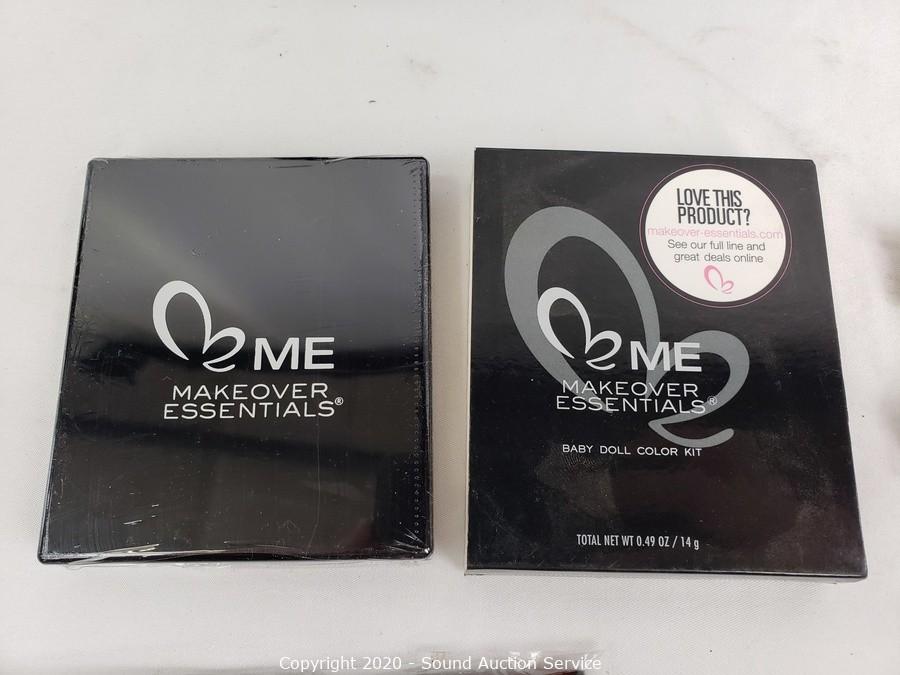 ME
MAKEOVER
ESSENTIALS®
LOVE THIS
PRODUCT?
makeover-essentials.com
See our full line and
great deals online
ME
MAKEOVER
ESSENTIALS®
BABY DOLL COLOR KIT
TOTAL NET WT 0.49 OZ / 14 g
Copyright 2020 - Sound Auction Service